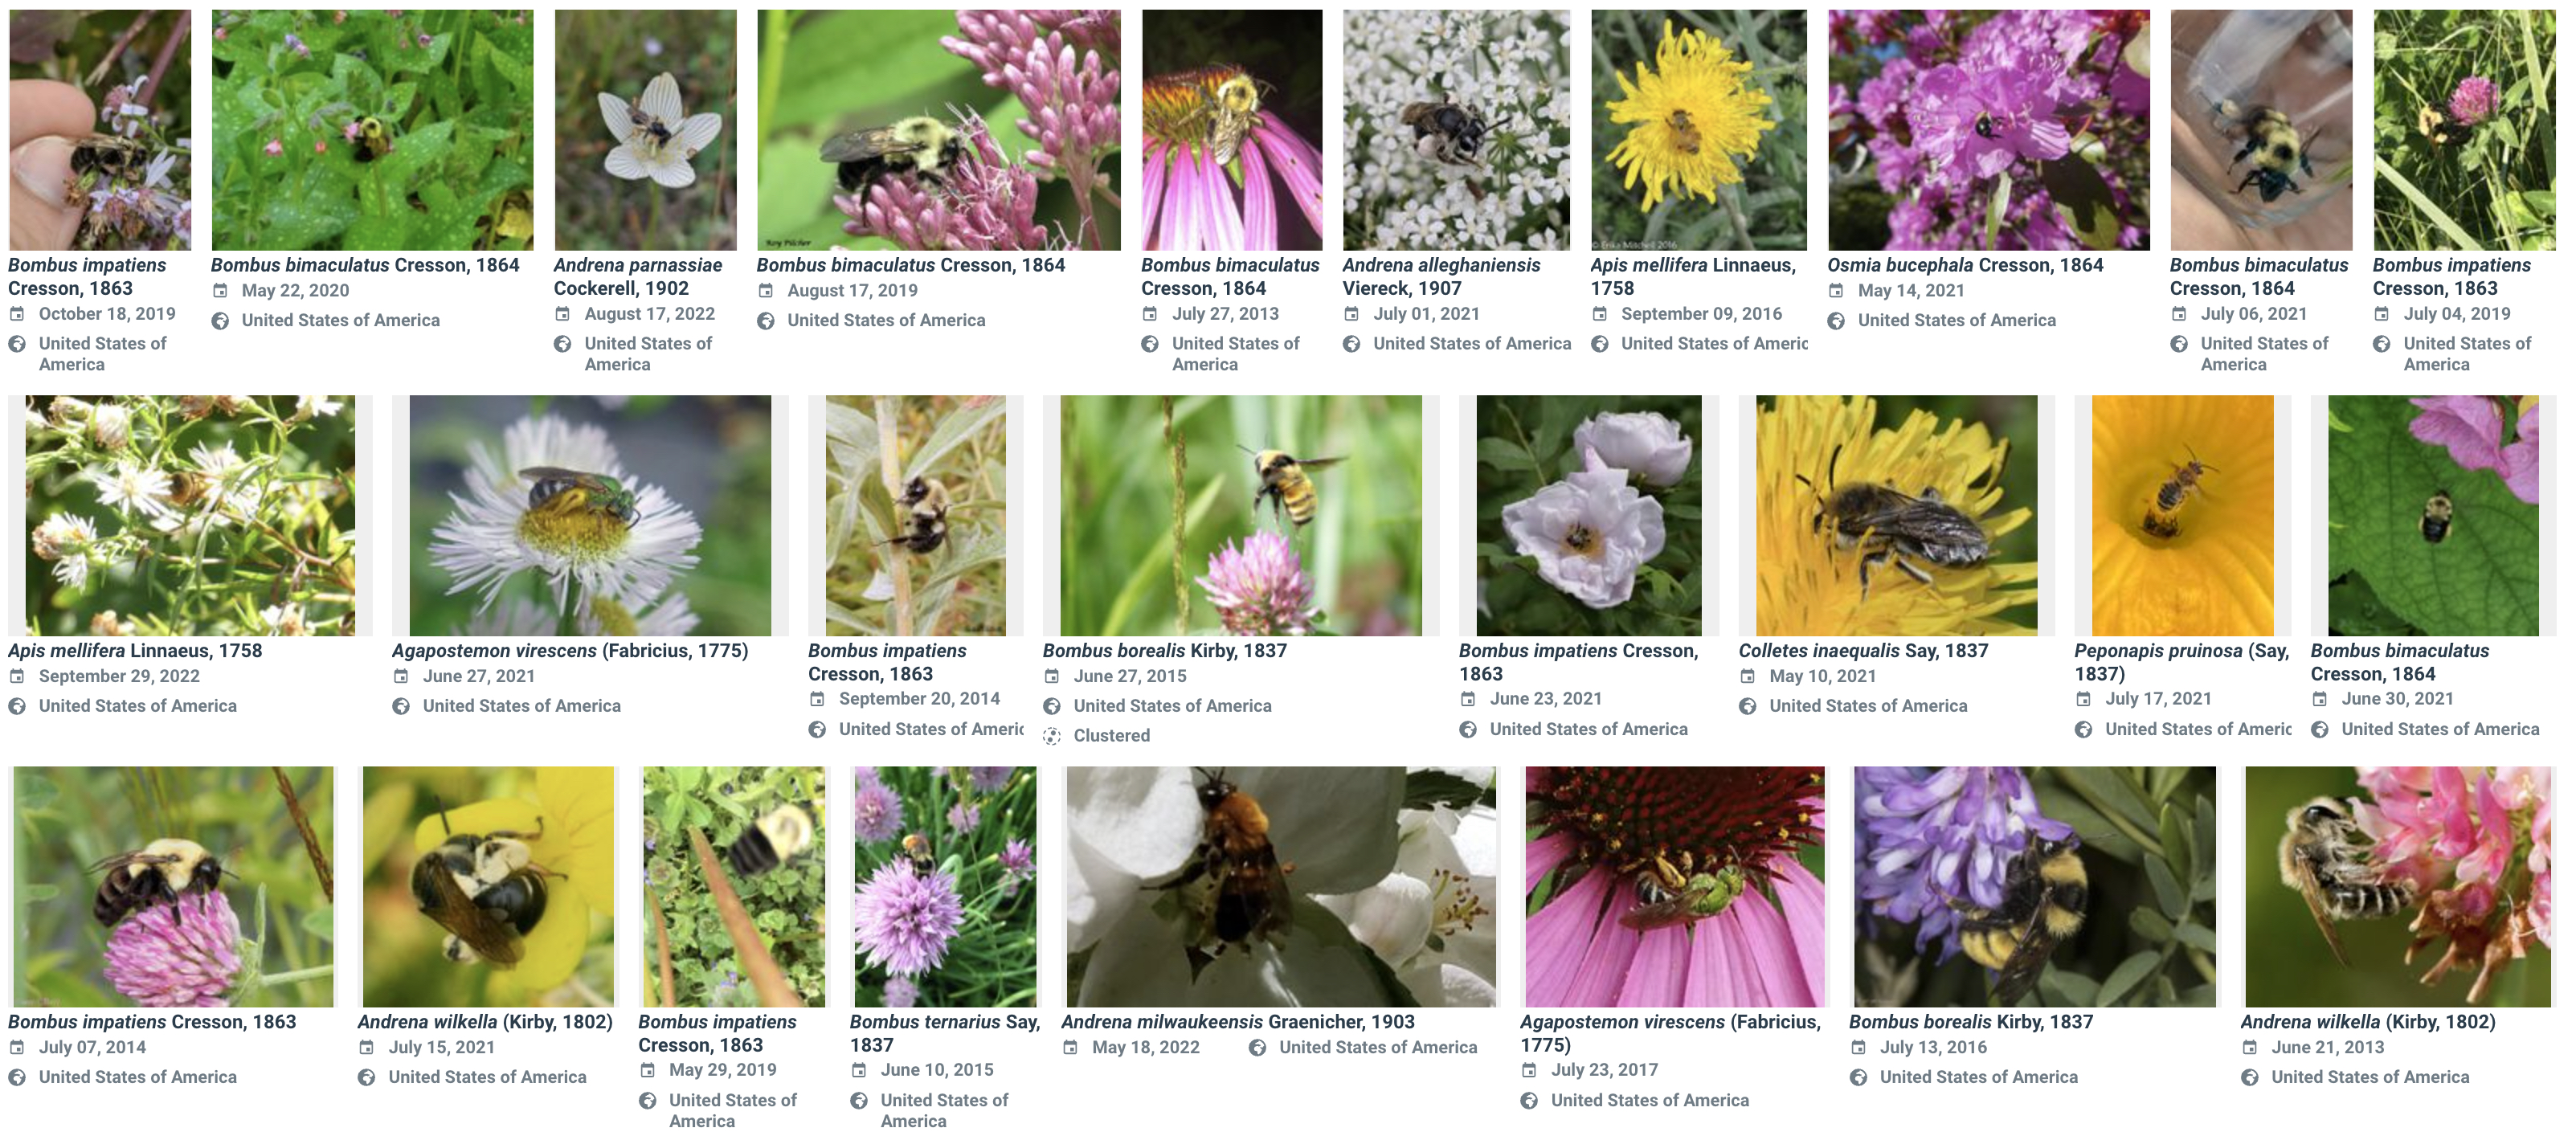 Roy Pilcher
© Erika Mitchell 2016
Bombus impatiens
Cresson, 1863
October 18, 2019
United States of
America
Bombus bimaculatus Cresson, 1864
May 22, 2020
United States of America
Andrena parnassiae
Cockerell, 1902
August 17, 2022
United States of
America
Bombus bimaculatus Cresson, 1864
August 17, 2019
United States of America
Bombus bimaculatus
Cresson, 1864
July 27, 2013
United States of
America
Andrena alleghaniensis
Viereck, 1907
July 01, 2021
United States of America
Apis mellifera Linnaeus,
1758
September 09, 2016
United States of Americ
Osmia bucephala Cresson, 1864
May 14, 2021
United States of America
Bombus bimaculatus
Cresson, 1864
July 06, 2021
United States of
America
Bombus impatiens
Cresson, 1863
July 04, 2019
United States of
America
Apis mellifera Linnaeus, 1758
September 29, 2022
United States of America
Agapostemon virescens (Fabricius, 1775)
June 27, 2021
United States of America
Bombus impatiens
Cresson, 1863
September 20, 2014
United States of Americ
Bombus borealis Kirby, 1837
June 27, 2015
United States of America
Clustered
Bombus impatiens Cresson,
1863
June 23, 2021
United States of America
Colletes inaequalis Say, 1837
May 10, 2021
United States of America
Peponapis pruinosa (Say,
1837)
July 17, 2021
United States of Americ
Bombus bimaculatus
Cresson, 1864
June 30, 2021
United States of America
Bombus impatiens Cresson, 1863
July 07, 2014
United States of America
Andrena wilkella (Kirby, 1802)
July 15, 2021
United States of America
Bombus impatiens
Cresson, 1863
May 29, 2019
United States of
America
Bombus ternarius Say,
1837
June 10, 2015
United States of
America
Andrena milwaukeensis Graenicher, 1903
May 18, 2022
United States of America
Agapostemon virescens (Fabricius,
1775)
July 23, 2017
United States of America
Bombus borealis Kirby, 1837
July 13, 2016
United States of America
Andrena wilkella (Kirby, 1802)
June 21, 2013
United States of America